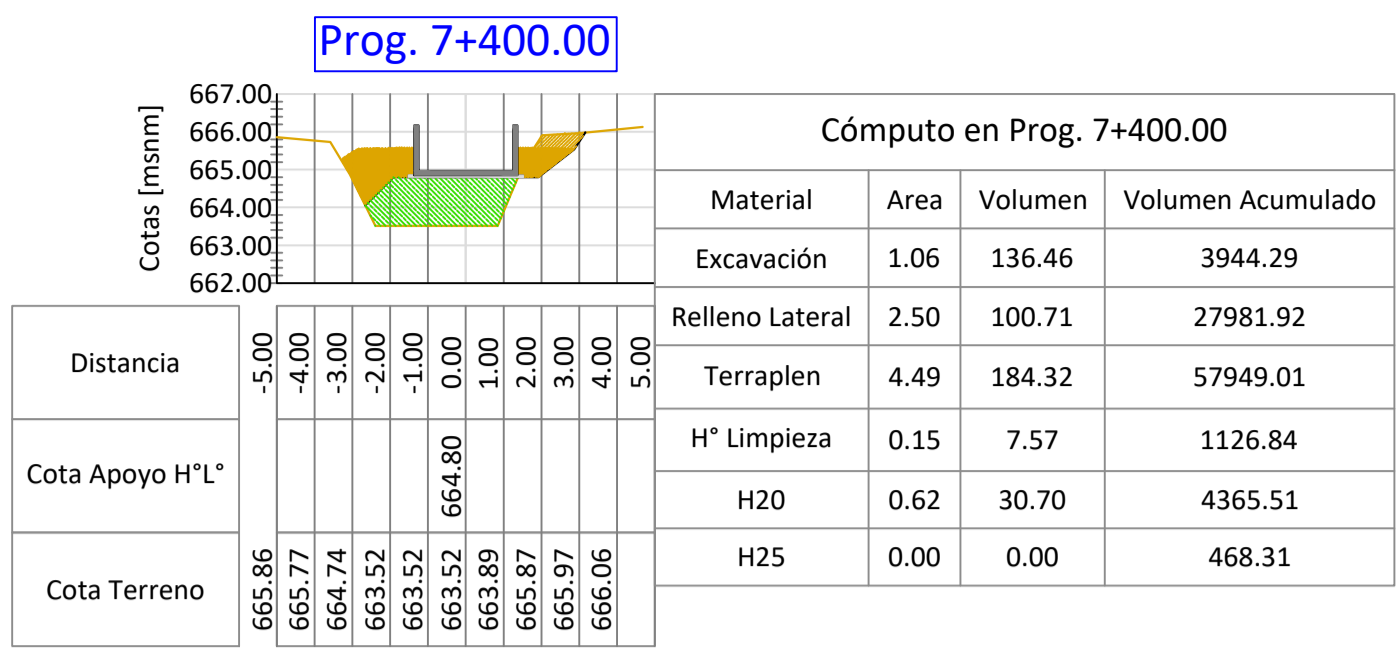 Prog. 7+400.00
Cotas [msnm]
667.00
666.00
665.00
664.00
663.00
662.00
Distancia -5.00 -4.00 -3.00 -2.00 -1.00 0.00 1.00 2.00 3.00 4.00 5.00
Cota Apoyo H°L° 664.80
Cota Terreno 665.86 665.77 664.74 663.52 663.52 663.52 663.89 665.87 665.97 666.06
Cómputo en Prog. 7+400.00
Material Area Volumen Volumen Acumulado
Excavación 1.06 136.46 3944.29
Relleno Lateral 2.50 100.71 27981.92
Terraplen 4.49 184.32 57949.01
H° Limpieza 0.15 7.57 1126.84
H20 0.62 30.70 4365.51
H25 0.00 0.00 468.31